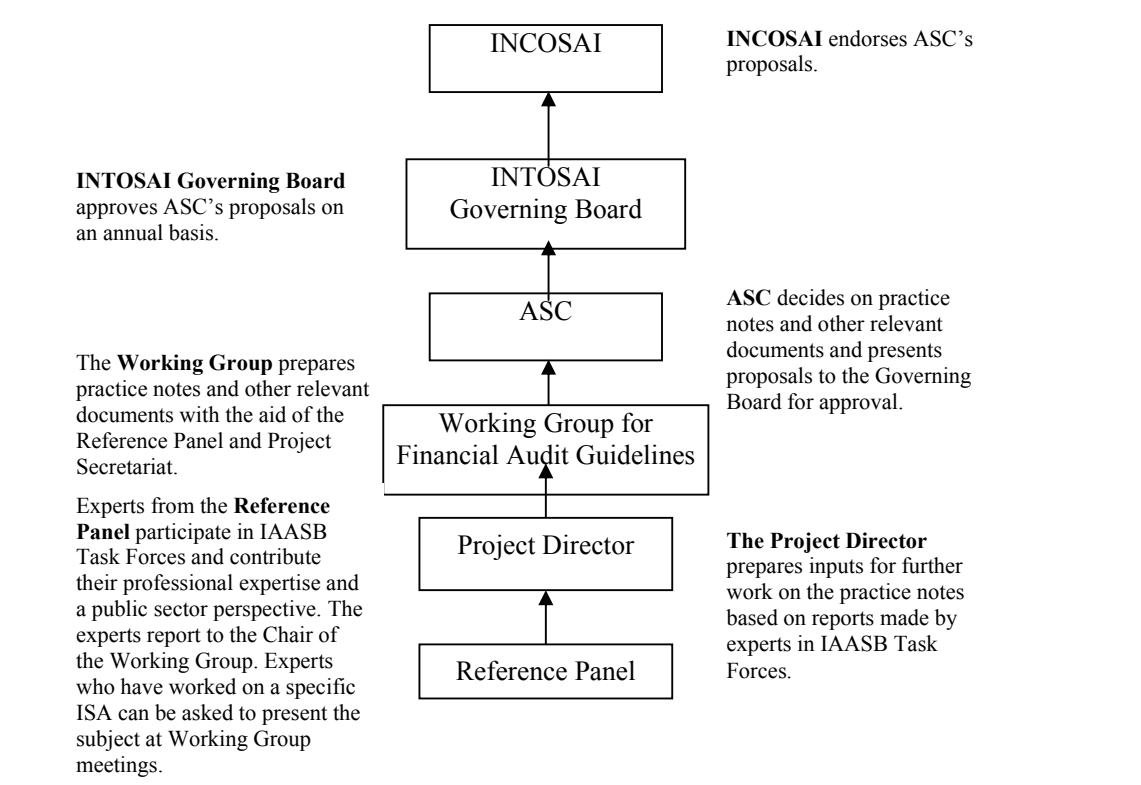 INCOSAI
INCOSAI endorses ASC's
proposals.
INTOSAI Governing Board
approves ASC's proposals on
an annual basis.
INTOSAI
Governing Board
ASC
ASC decides on practice
notes and other relevant
documents and presents
proposals to the Governing
Board for approval.
The Working Group prepares
practice notes and other relevant
documents with the aid of the
Reference Panel and Project
Secretariat.
Working Group for
Financial Audit Guidelines
Experts from the Reference
Panel participate in IAASB
Task Forces and contribute
their professional expertise and
a public sector perspective. The
experts report to the Chair of
the Working Group. Experts
who have worked on a specific
ISA can be asked to present the
subject at Working Group
meetings.
Project Director
The Project Director
prepares inputs for further
work on the practice notes
based on reports made by
experts in IAASB Task
Forces.
Reference Panel